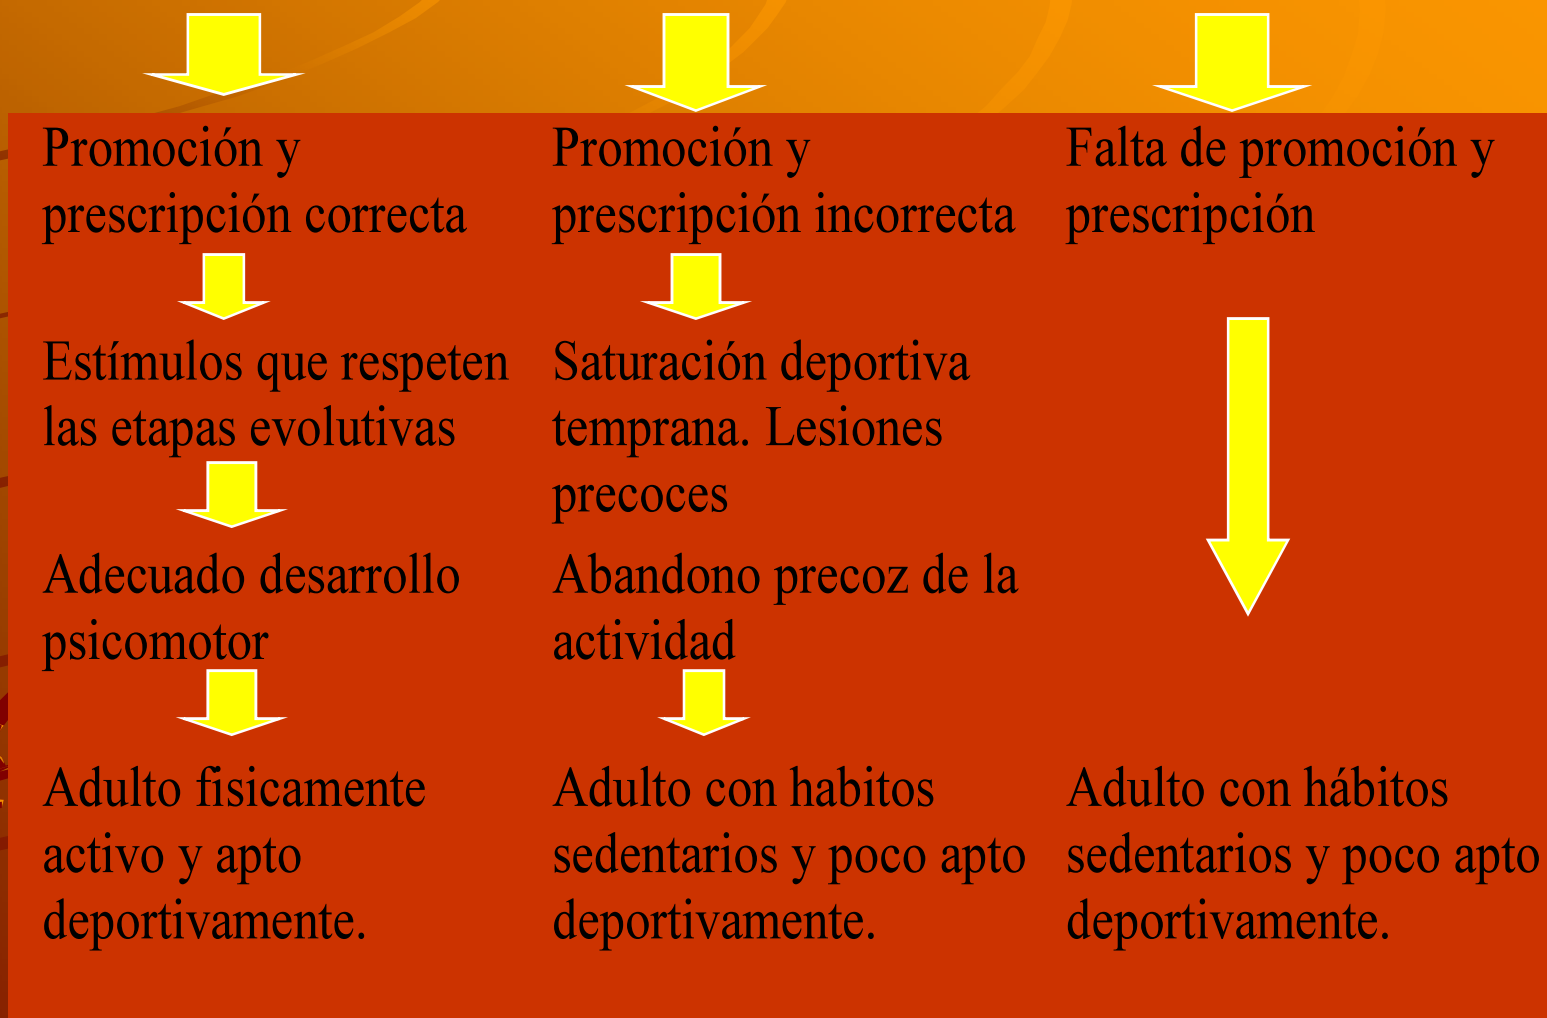 Promoción y
prescripción correcta
Promoción y
prescripción incorrecta
Falta de promoción y
prescripción
Estímulos que respeten
las etapas evolutivas
Saturación deportiva
temprana. Lesiones
precoces
Adecuado desarrollo
psicomotor
Abandono precoz de la
actividad
Adulto fisicamente
activo y apto
deportivamente.
Adulto con habitos
sedentarios y poco apto
deportivamente.
Adulto con hábitos
sedentarios y poco apto
deportivamente.